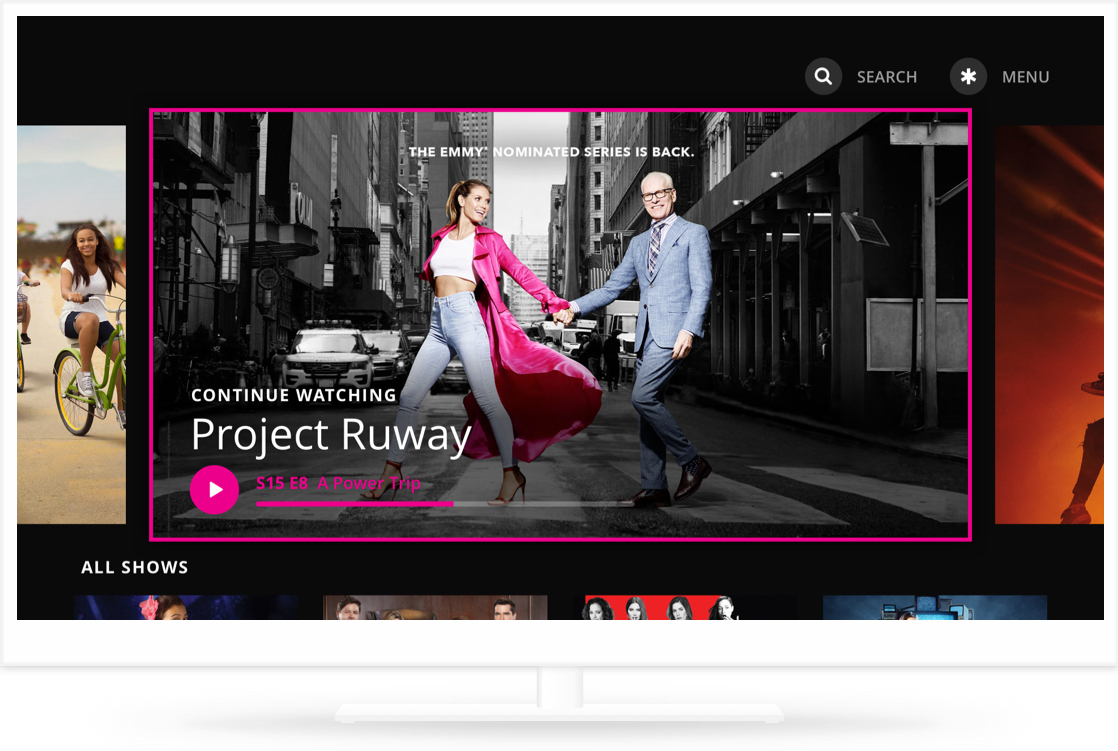 SEARCH
MENU
THE EMMY® NOMINATED SERIES IS BACK.
CONTINUE WATCHING
Project Ruway
S15 E8 A Power Trip
ALL SHOWS